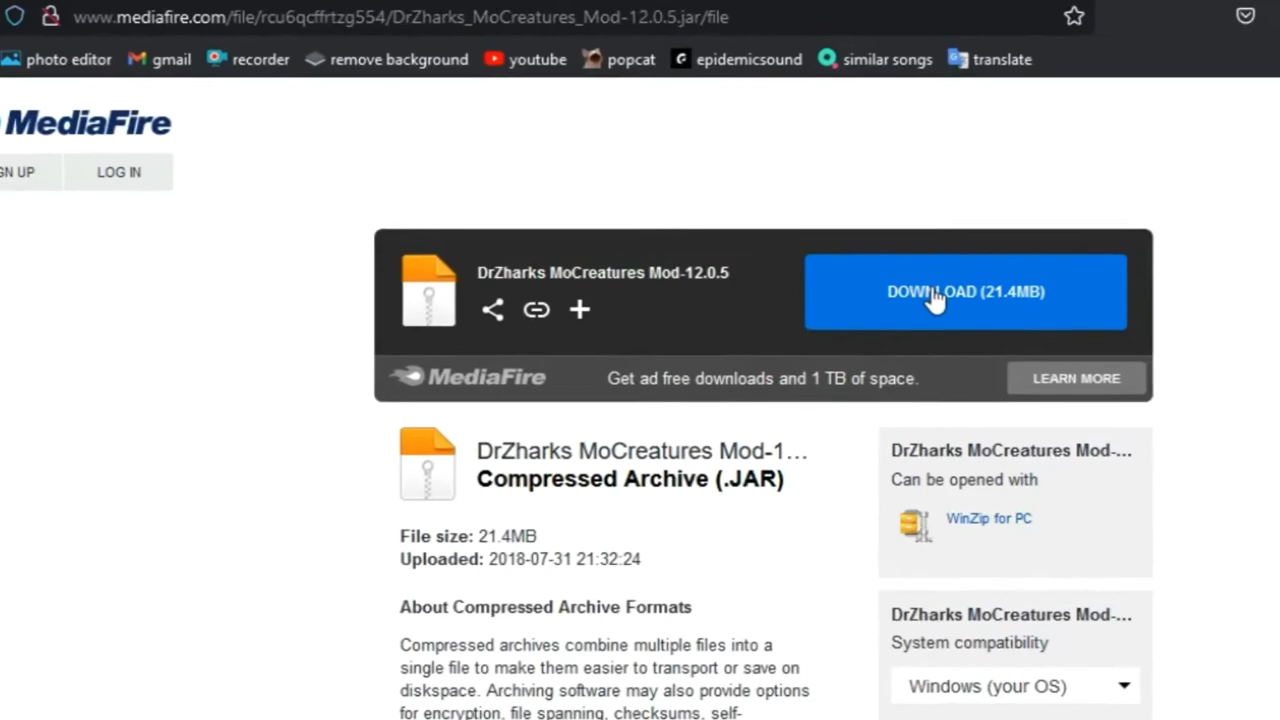 www.mediafire.com/file/rcu6qcffrtzg554/DrZharks_MoCreatures_Mod-12.0.5.jar/file
photo editor gmail recorder remove background youtube popcat epidemicsound similar songs translate
MediaFire
GN UP LOG IN
DrZharks MoCreatures Mod-12.0.5
DOWNLOAD (21.4MB)
MediaFire Get ad free downloads and 1 TB of space. LEARN MORE
DrZharks MoCreatures Mod-1...
Compressed Archive (.JAR)
File size: 21.4MB
Uploaded: 2018-07-31 21:32:24
About Compressed Archive Formats
Compressed archives combine multiple files into a
single file to make them easier to transport or save on
diskspace. Archiving software may also provide options
for encryption, file spanning, checksums, self-
DrZharks MoCreatures Mod-...
Can be opened with
WinZip for PC
DrZharks MoCreatures Mod-...
System compatibility
Windows (your OS)